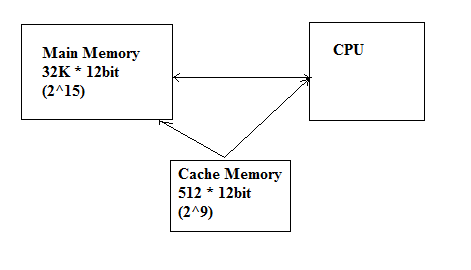 Main Memory
32K * 12bit
(2^15)
CPU
Cache Memory
512 * 12bit
(2^9)